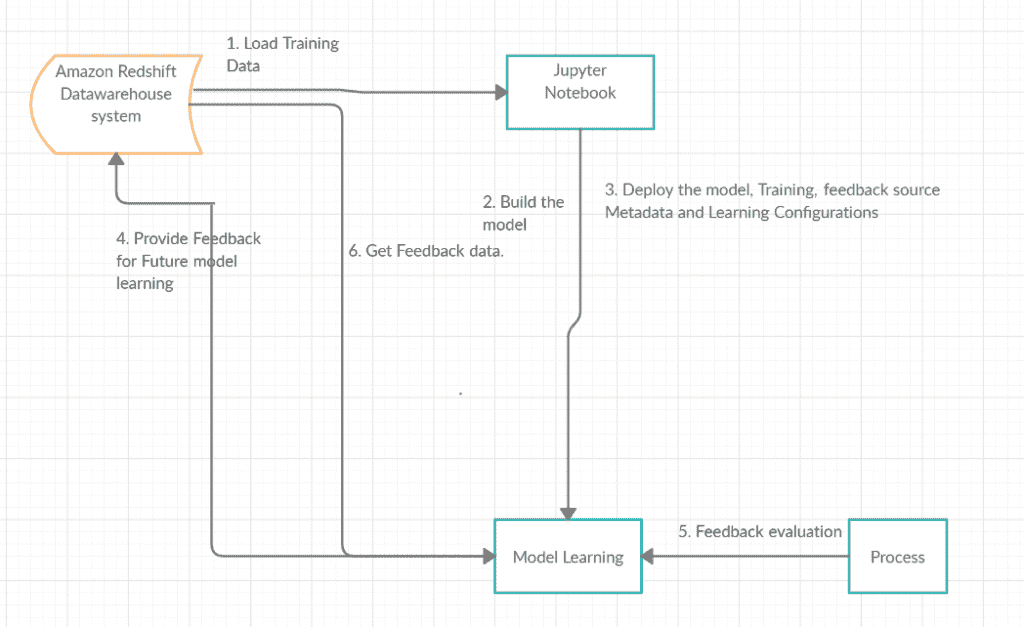 1. Load Training
Data
Amazon Redshift
Datawarehouse
system
Jupyter
Notebook
2. Build the
model
3. Deploy the model, Training, feedback source
Metadata and Learning Configurations
4. Provide Feedback
for Future model
learning
6. Get Feedback data.
5. Feedback evaluation
Model Learning
Process